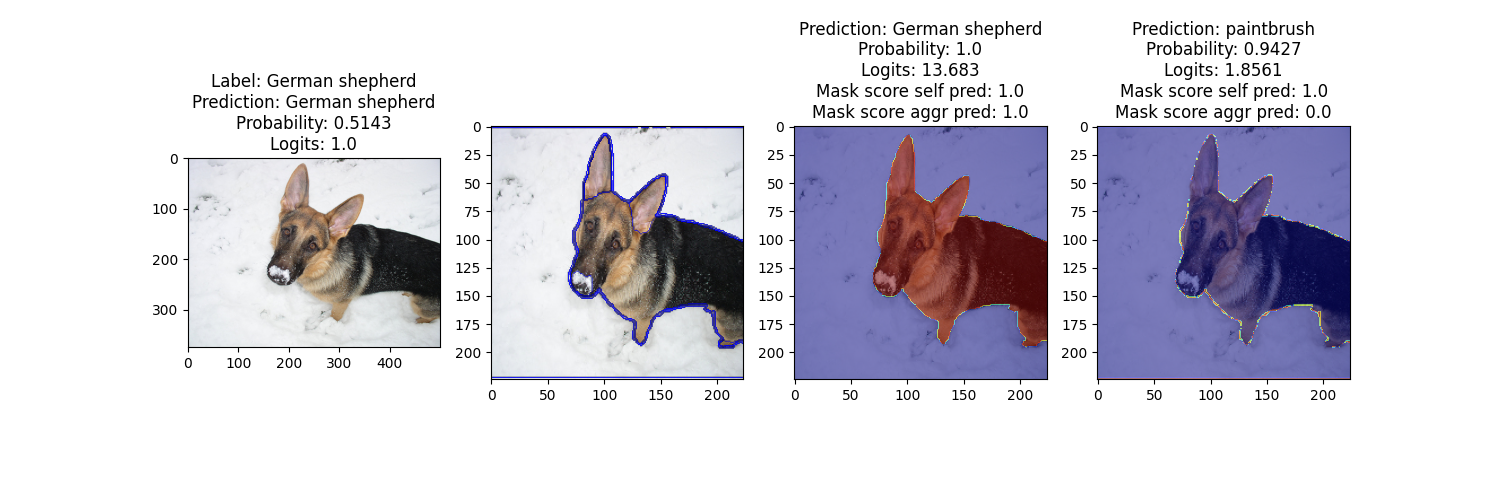 Label: German shepherd
Prediction: German shepherd
Probability: 0.5143
Logits: 1.0
0
100
200
300
0 100 200 300 400
0
25
50
75
100
125
150
175
200
0 50 100 150 200
Prediction: German shepherd
Probability: 1.0
Logits: 13.683
Mask score self pred: 1.0
Mask score aggr pred: 1.0
0
25
50
75
100
125
150
175
200
0 50 100 150 200
Prediction: paintbrush
Probability: 0.9427
Logits: 1.8561
Mask score self pred: 1.0
Mask score aggr pred: 0.0
0
25
50
75
100
125
150
175
200
0 50 100 150 200